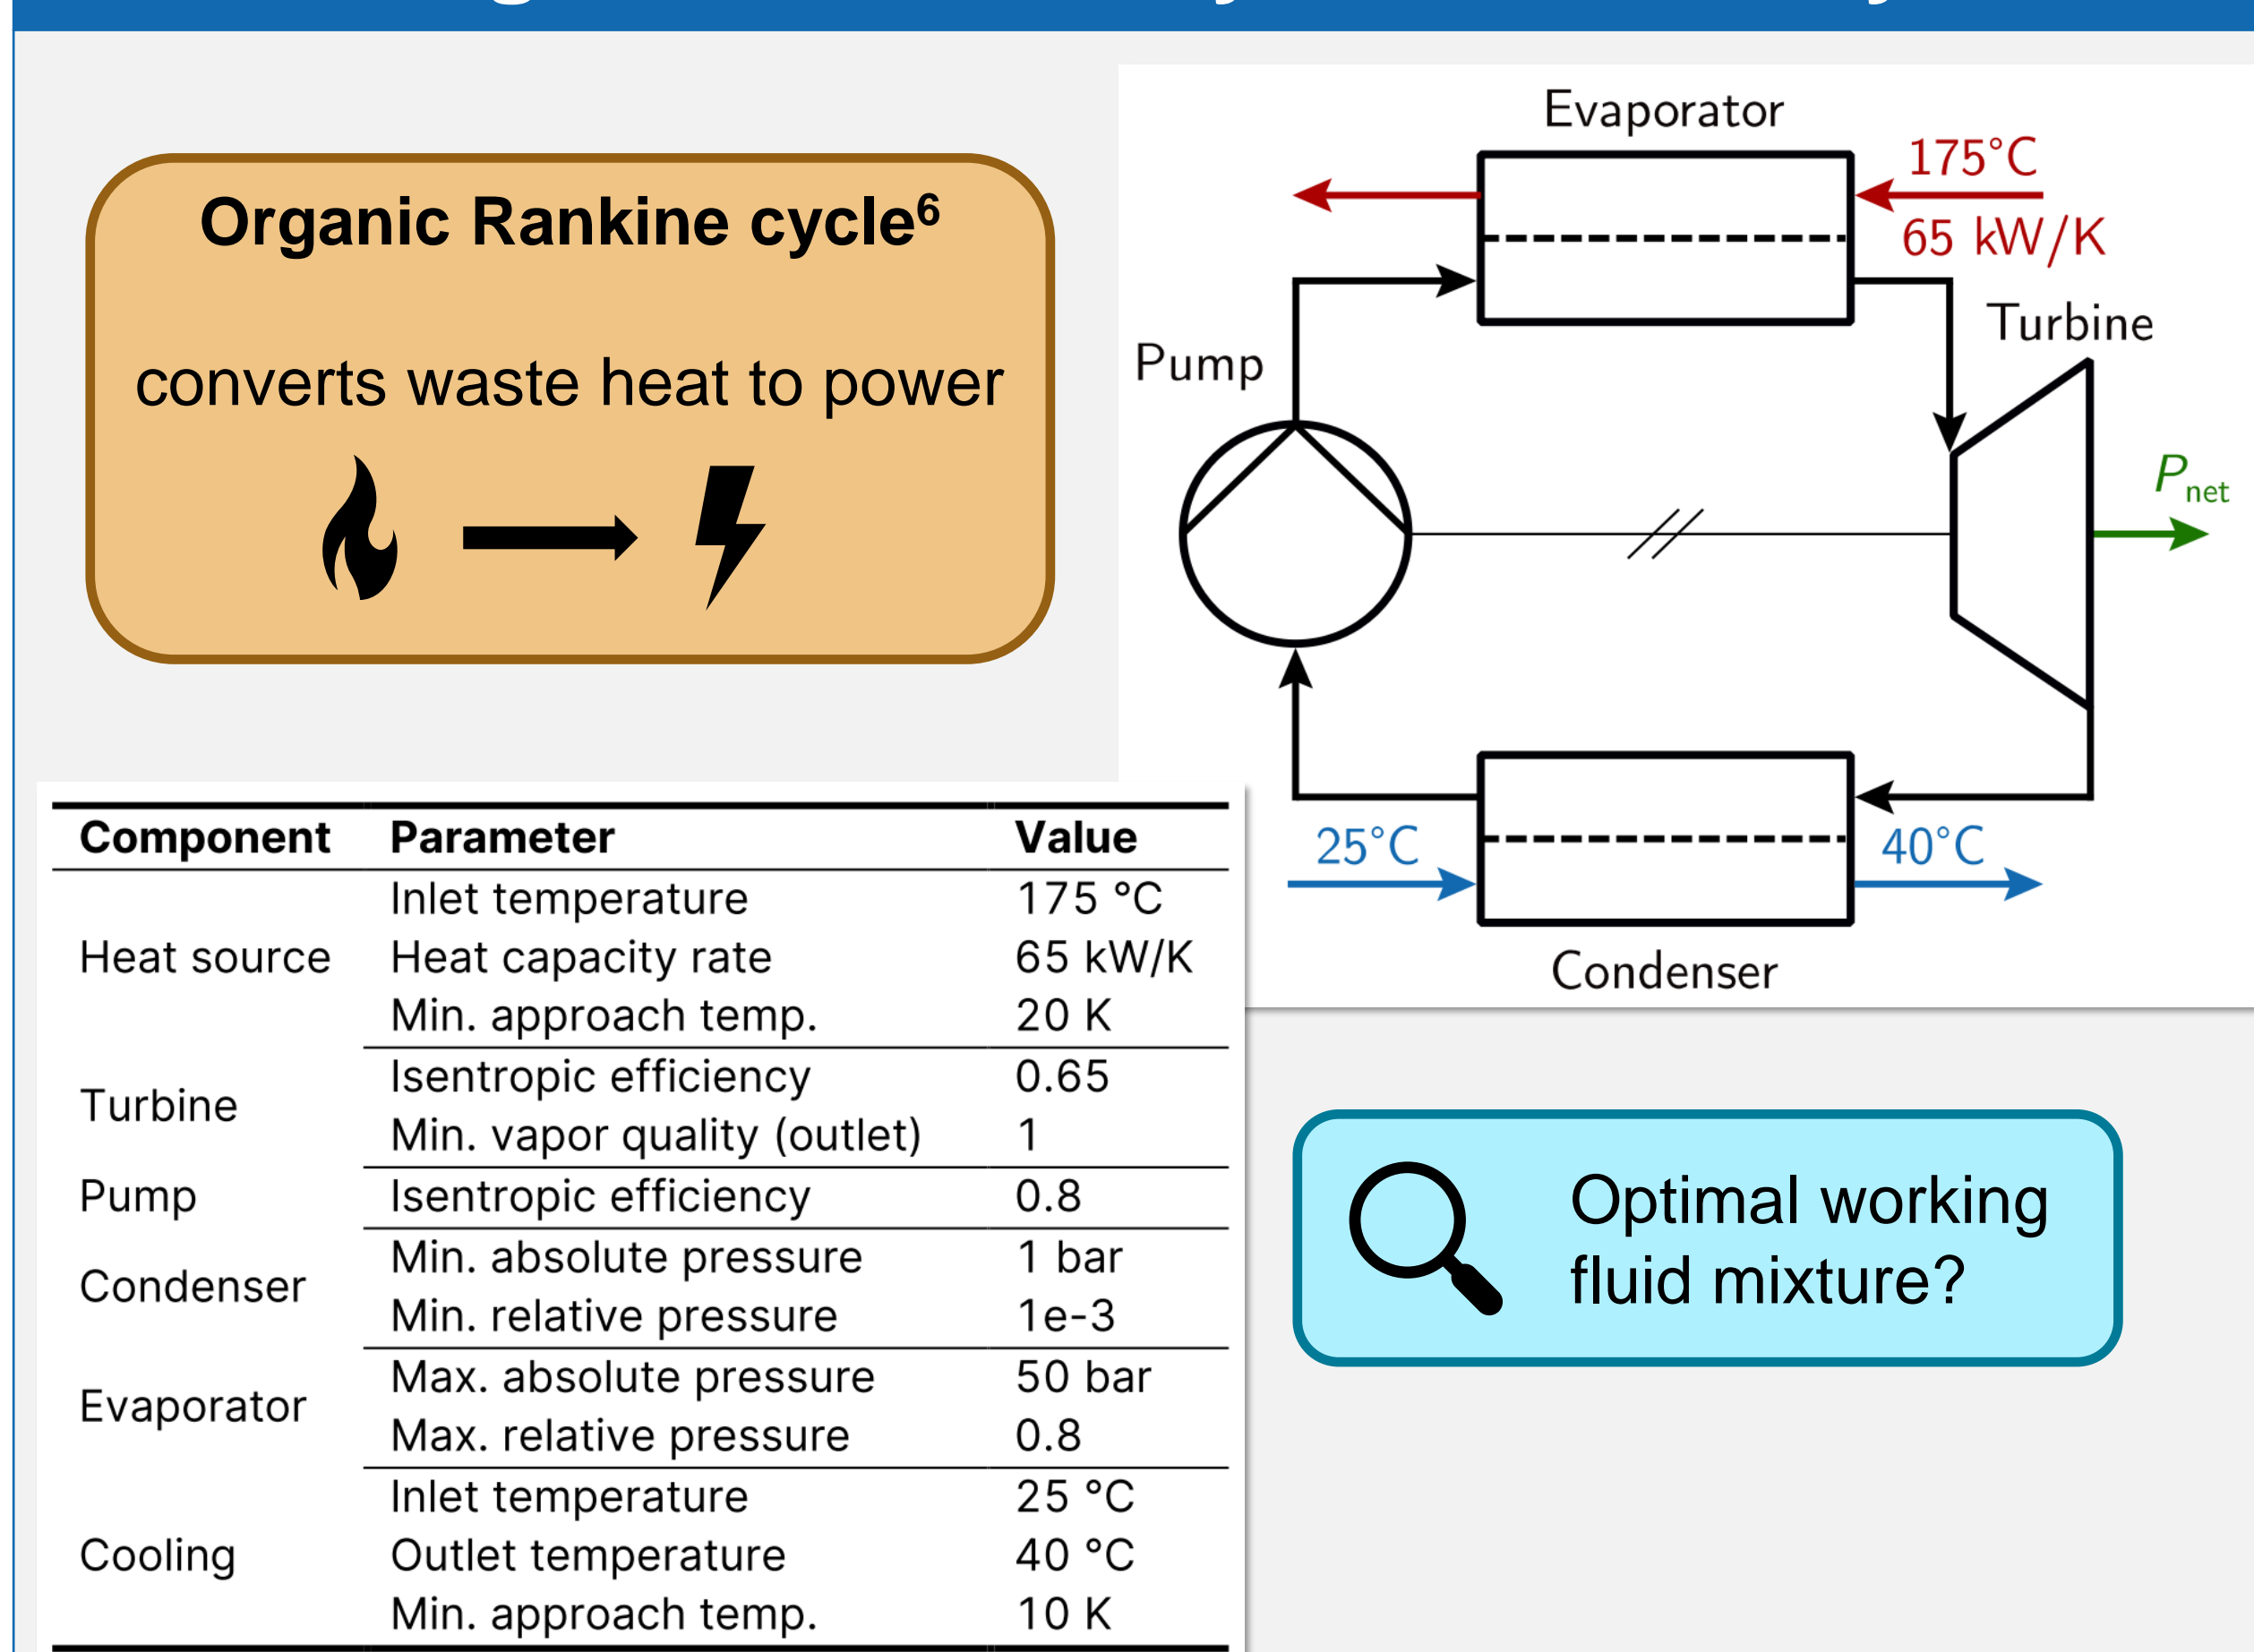 Organic Rankine cycle6
converts waste heat to power
Evaporator
175°C
65 kW/K
Turbine
Pump
Pnet
25°C
40°C
Condenser
Component Parameter Value
Heat source
Inlet temperature 175 °C
Heat capacity rate 65 kW/K
Min. approach temp. 20 K
Turbine
Isentropic efficiency 0.65
Min. vapor quality (outlet) 1
Pump Isentropic efficiency 0.8
Condenser
Min. absolute pressure 1 bar
Min. relative pressure 1e-3
Evaporator
Max. absolute pressure 50 bar
Max. relative pressure 0.8
Cooling
Inlet temperature 25 °C
Outlet temperature 40 °C
Min. approach temp. 10 K
Optimal working
fluid mixture?